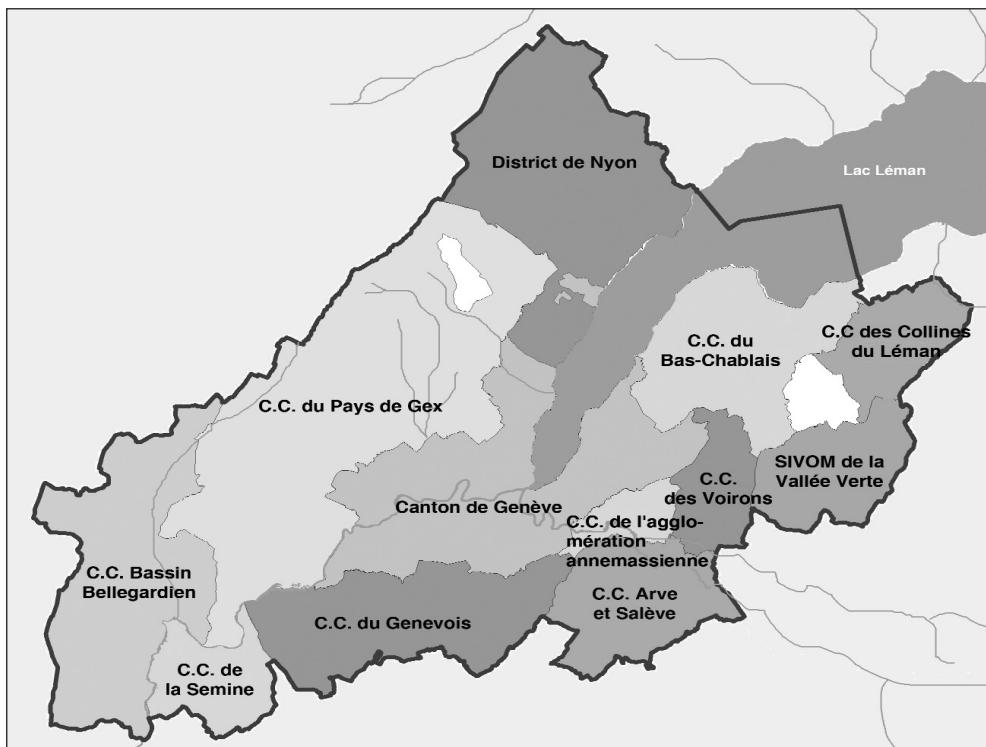 District de Nyon
Lac Léman
C.C. du
Bas-Chablais
C.C des Collines
du Léman
C.C. du Pays de Gex
SIVOM de la
Vallée Verte
C.C.
des Voirons
Canton de Genève
C.C. de l'agglo-
mération
annemassienne
C.C. Bassin
Bellegardien
C.C. Arve
et Salève
C.C. du Genevois
C.C. de
la Semine